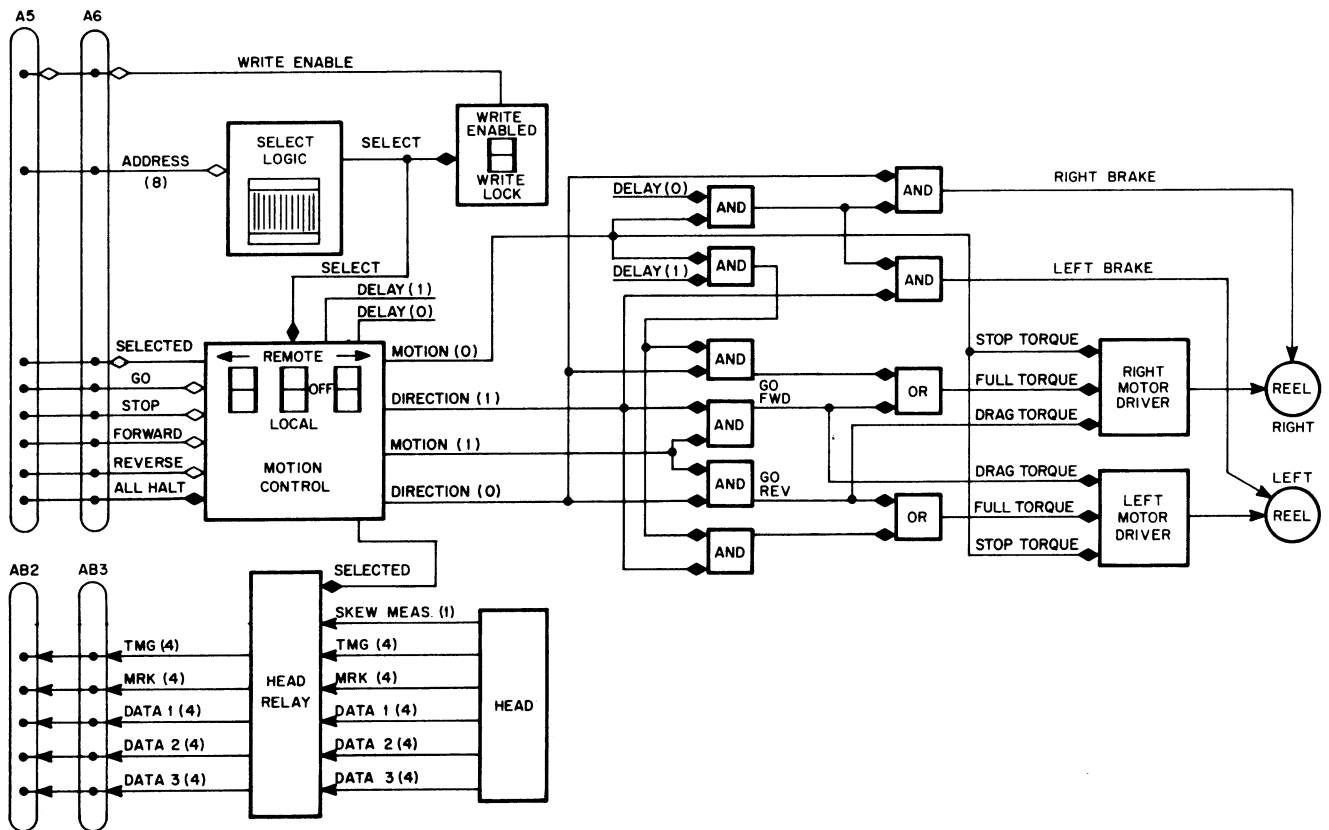 A5
A6
WRITE ENABLE
WRITE
ENABLED
WRITE
LOCK
SELECT
LOGIC
SELECT
ADDRESS
(8)
SELECT
DELAY (1)
DELAY (0)
SELECTED
GO
STOP
FORWARD
REVERSE
ALL HALT
REMOTE
OFF
LOCAL
MOTION
CONTROL
MOTION (0)
DIRECTION (1)
MOTION (1)
DIRECTION (0)
DELAY (0)
AND
DELAY (1)
AND
AND
RIGHT BRAKE
AND
LEFT BRAKE
AND
GO
FWD
AND
AND
GO
REV
AND
OR
OR
STOP TORQUE
FULL TORQUE
DRAG TORQUE
RIGHT
MOTOR
DRIVER
REEL
RIGHT
DRAG TORQUE
FULL TORQUE
STOP TORQUE
LEFT
MOTOR
DRIVER
LEFT
REEL
AB2
AB3
SELECTED
SKEW MEAS. (1)
TMG (4)
MRK (4)
DATA 1 (4)
DATA 2 (4)
DATA 3 (4)
HEAD
RELAY
TMG (4)
MRK (4)
DATA 1 (4)
DATA 2 (4)
DATA 3 (4)
HEAD